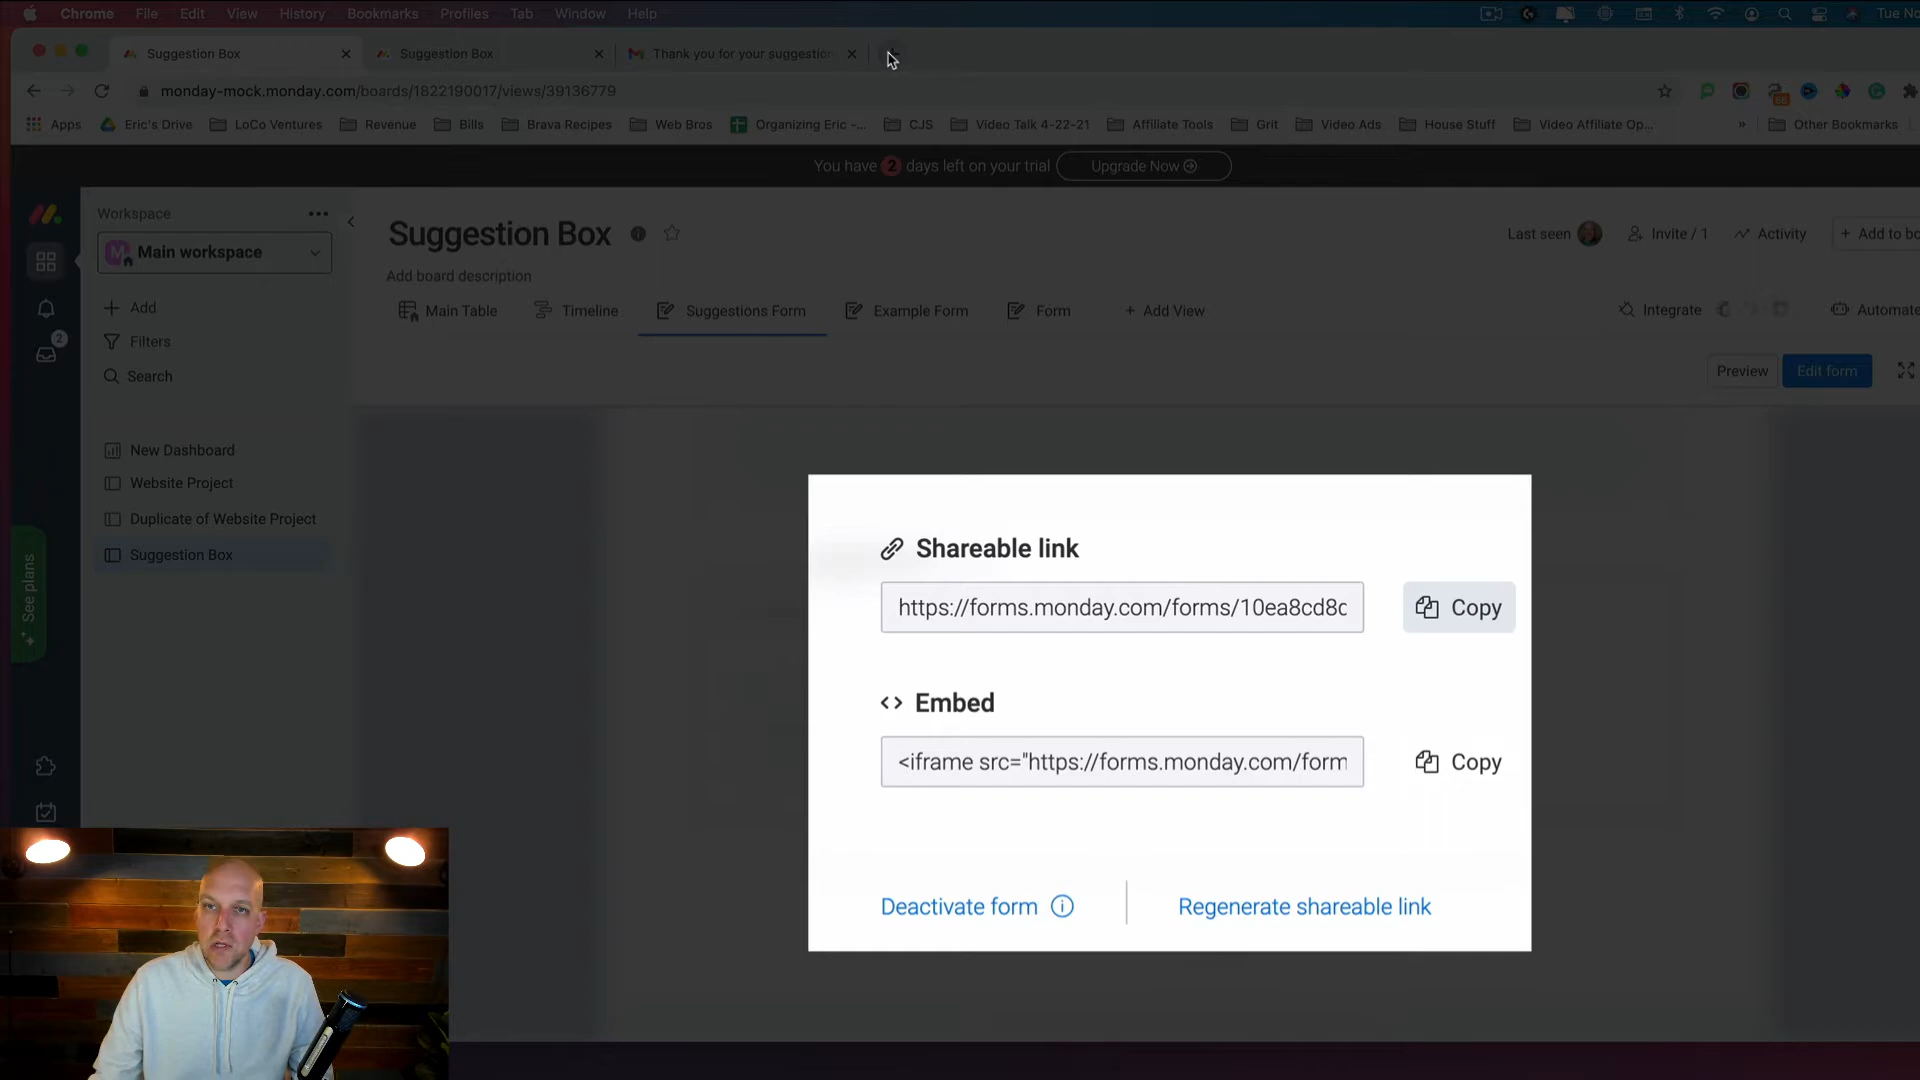 Chrome File Edit View History Bookmarks Profiles Tab Window Help Tue No
Suggestion Box Suggestion Box Thank you for your suggestion
monday-mock.monday.com/boards/1822190017/views/39136779
Apps Eric's Drive LoCo Ventures Revenue Bills Brava Recipes Web Bros Organizing Eric -... CJS Video Talk 4-22-21 Affiliate Tools Grit Video Ads House Stuff Video Affiliate Op... » Other Bookmarks
You have 2 days left on your trial Upgrade Now
Workspace
M Main workspace
Add
Filters
Search
New Dashboard
Website Project
Duplicate of Website Project
Suggestion Box
2
See plans
Suggestion Box
Last seen Invite / 1 Activity + Add to bo
Add board description
Main Table Timeline Suggestions Form Example Form Form + Add View Integrate Automate
Preview Edit form
Shareable link
https://forms.monday.com/forms/10ea8cd8c Copy
<> Embed
<iframe src="https://forms.monday.com/form Copy
Deactivate form Regenerate shareable link